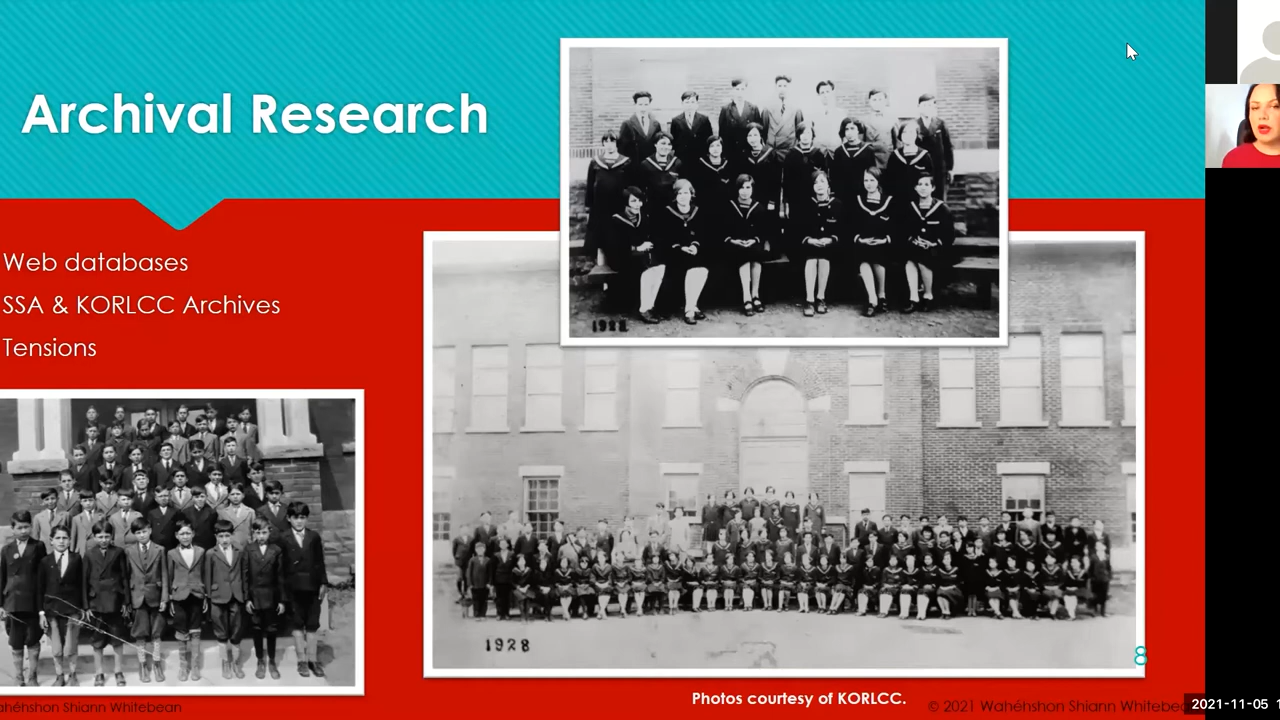 Archival Research
Web databases
SSA & KORLCC Archives
Tensions
1928
1928
8
Photos courtesy of KORLCC.
ahéhshon Shiann Whitebean
© 2021 Wahéhshon Shiann Whitebe
2021-11-05